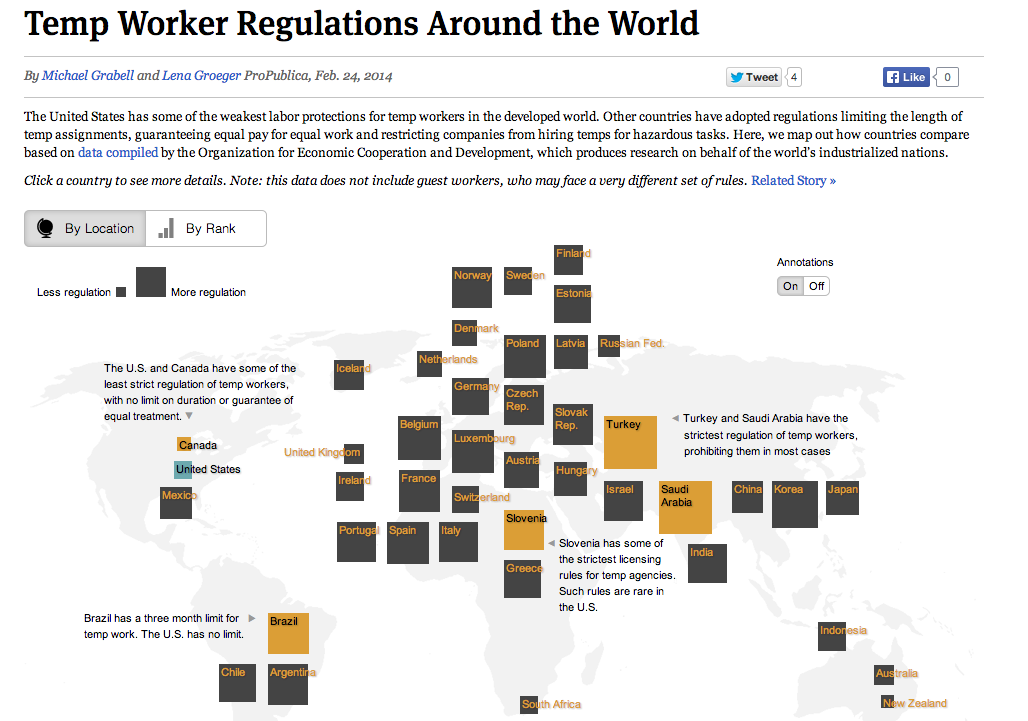 Temp Worker Regulations Around the World
By Michael Grabell and Lena Groeger ProPublica, Feb. 24, 2014
Tweet 4
Like 0
The United States has some of the weakest labor protections for temp workers in the developed world. Other countries have adopted regulations limiting the length of
temp assignments, guaranteeing equal pay for equal work and restricting companies from hiring temps for hazardous tasks. Here, we map out how countries compare
based on data compiled by the Organization for Economic Cooperation and Development, which produces research on behalf of the world's industrialized nations.
Click a country to see more details. Note: this data does not include guest workers, who may face a very different set of rules. Related Story »
By Location
By Rank
Less regulation
More regulation
Annotations
On Off
Finland
Norway
Sweden
Estonia
Denmark
Poland
Latvia
Russian Fed.
Netherlands
Iceland
Germany
Czech
Rep.
Slovak
Rep.
The U.S. and Canada have some of the
least strict regulation of temp workers,
with no limit on duration or guarantee of
equal treatment. ▼
Belgium
Turkey
◀ Turkey and Saudi Arabia have the
strictest regulation of temp workers,
prohibiting them in most cases
Canada
United States
Mexico
United Kingdom
Luxembourg
Austria
Hungary
Ireland
France
Switzerland
Israel
Saudi
Arabia
China
Korea
Japan
Portugal
Spain
Italy
Slovenia
◀ Slovenia has some of
the strictest licensing
rules for temp agencies.
Such rules are rare in
the U.S.
Greece
India
Brazil has a three month limit for ▶
temp work. The U.S. has no limit.
Brazil
Indonesia
Chile
Argentina
Australia
South Africa
New Zealand